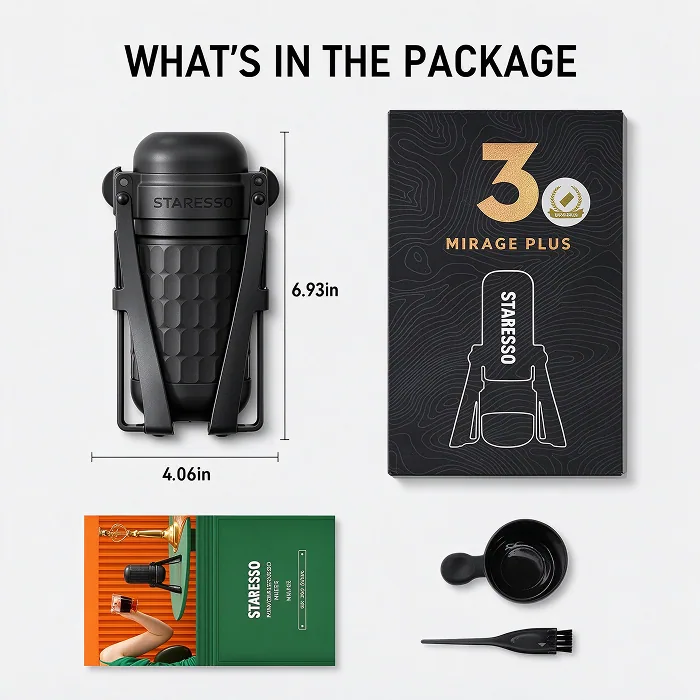 WHAT'S IN THE PACKAGE
STARESSO
6.93in
4.06in
3
MIRAGE PLUS
STARESSO
STARESSO